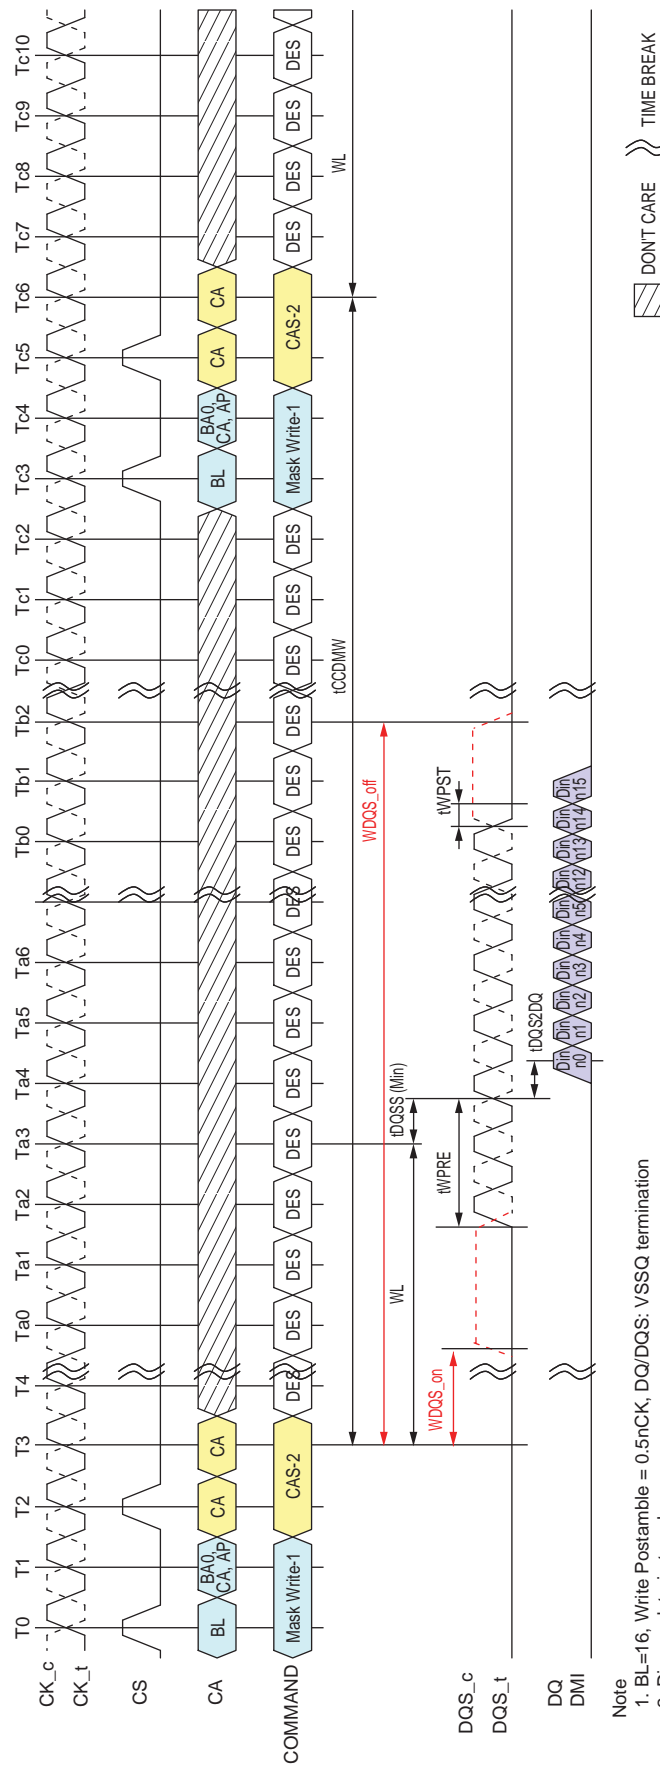 T0 T1 T2 T3 T4 Ta0 Ta1 Ta2 Ta3 Ta4 Ta5 Ta6 Tb0 Tb1 Tb2 Tc0 Tc1 Tc2 Tc3 Tc4 Tc5 Tc6 Tc7 Tc8 Tc9 Tc10
CK_c
CK_t
CS
CA BL BA0, CA, AP CA CA BL BA0, CA, AP CA CA
COMMAND Mask Write-1 CAS-2 DES DES DES DES DES DES DES DES DES DES DES DES DES DES DES Mask Write-1 CAS-2 DES DES DES DES
tCCDMW WL
WDQS_off
WL tDQSS (Min)
WDQS_on tWPRE tWPST
DQS_c
DQS_t
tDQS2DQ
DQ
DMI
Din n0 Din n1 Din n2 Din n3 Din n4 Din n5 Din n12 Din n13 Din n14 Din n15
DON'T CARE TIME BREAK
Note
1. BL=16, Write Postamble = 0.5nCK, DQ/DQS: VSSQ termination